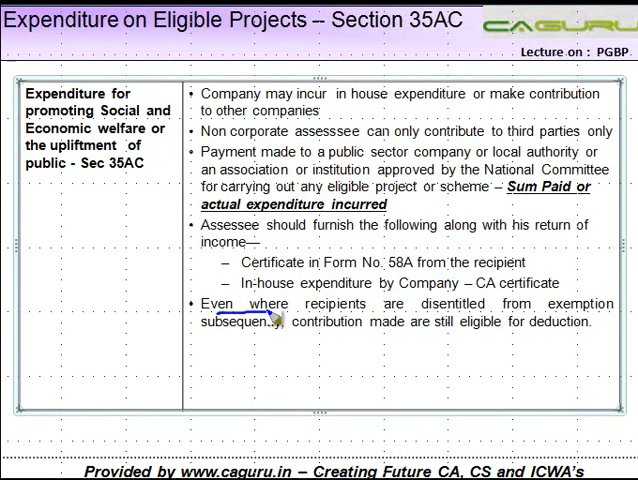 Expenditure on Eligible Projects – Section 35AC
CAGURU
Lecture on : PGBP
Expenditure for
promoting Social and
Economic welfare or
the upliftment of
public - Sec 35AC
• Company may incur in house expenditure or make contribution
to other companies
• Non corporate assesssee can only contribute to third parties only
• Payment made to a public sector company or local authority or
an association or institution approved by the National Committee
for carrying out any eligible project or scheme – Sum Paid or
actual expenditure incurred
• Assessee should furnish the following along with his return of
income—
– Certificate in Form No. 58A from the recipient
– In-house expenditure by Company – CA certificate
• Even where recipients are disentitled from exemption
subsequently, contribution made are still eligible for deduction.
Provided by www.caguru.in – Creating Future CA, CS and ICWA's